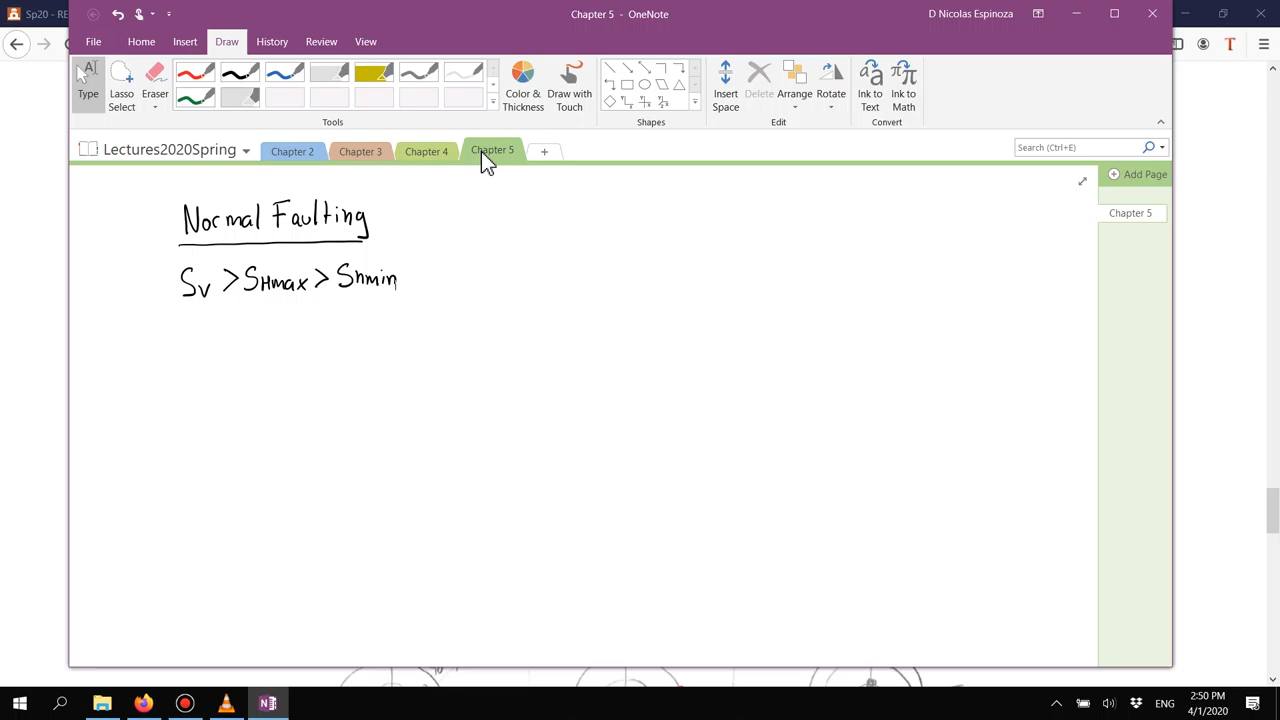 Sp20 - RE
Chapter 5 - OneNote
D Nicolas Espinoza
File Home Insert Draw History Review View
Type Lasso Select Eraser Color & Thickness Draw with Touch Insert Space Delete Arrange Rotate Ink to Text Ink to Math
Tools Shapes Edit Convert
Lectures2020Spring Chapter 2 Chapter 3 Chapter 4 Chapter 5 + Search (Ctrl+E)
Add Page
Chapter 5
Normal Faulting
Sv > SHmax > Shmin
ENG
2:50 PM
4/1/2020